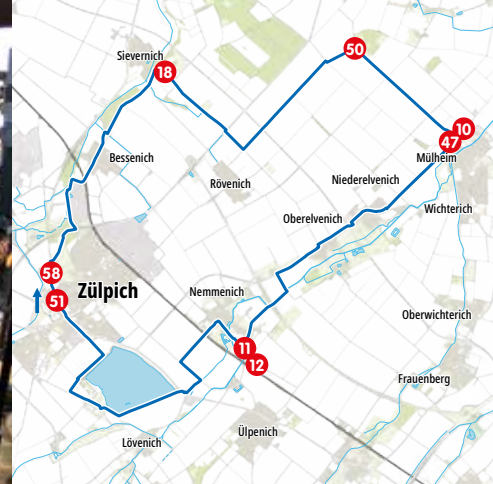 50
Sievernich
18
10
47
Mülheim
Bessenich
Niederelvenich
Rövenich
Wichterich
Oberelvenich
58
Zülpich
Nemmenich
51
Oberwichterich
11
12
Frauenberg
Ülpenich
Lövenich